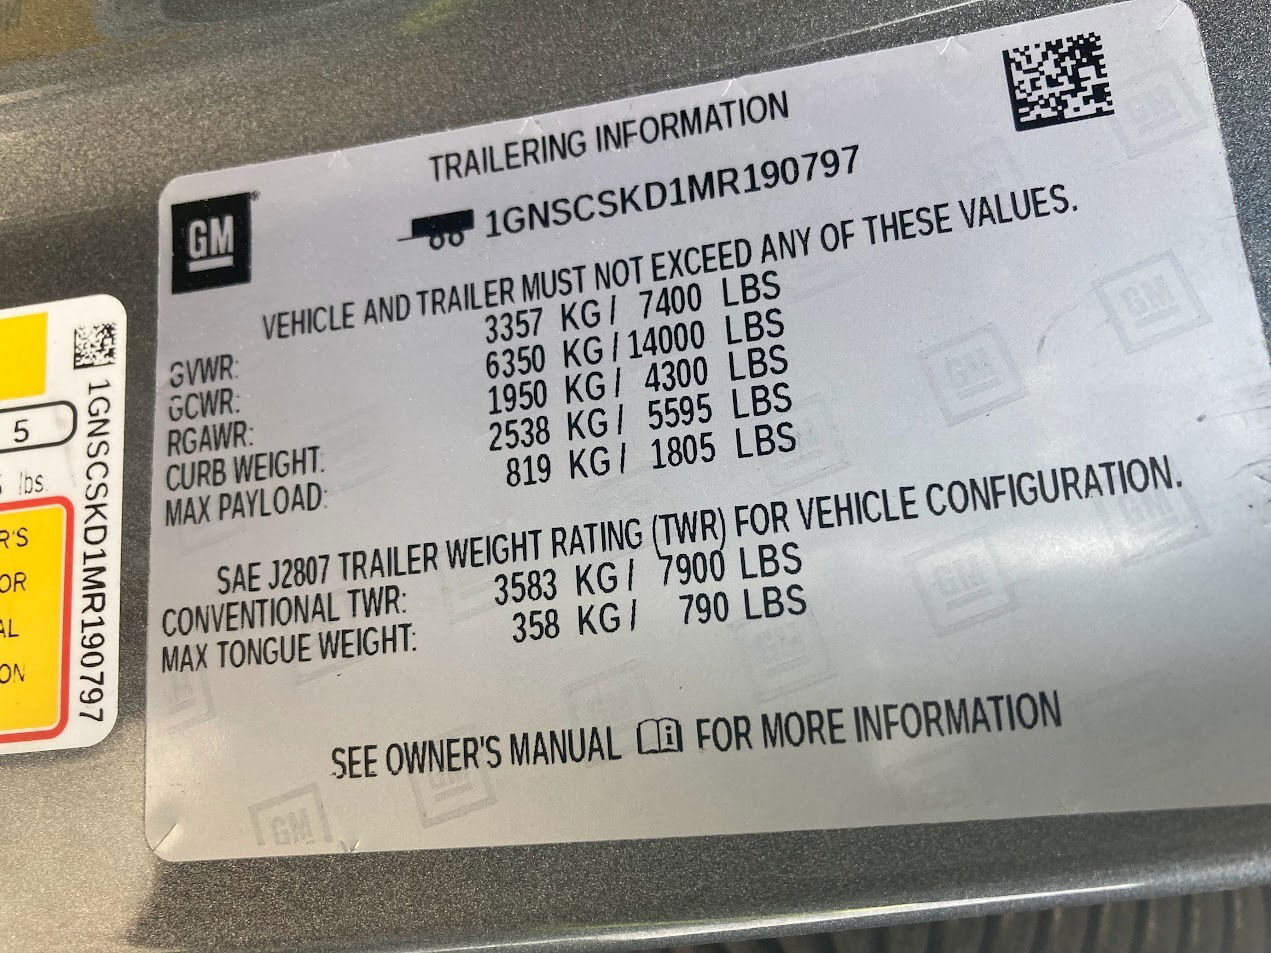 TRAILERING INFORMATION
1GNSCSKD1MR190797
GM
VEHICLE AND TRAILER MUST NOT EXCEED ANY OF THESE VALUES.
GVWR: 3357 KG / 7400 LBS
GCWR: 6350 KG / 14000 LBS
RGAWR: 1950 KG / 4300 LBS
CURB WEIGHT: 2538 KG / 5595 LBS
MAX PAYLOAD: 819 KG / 1805 LBS
SAE J2807 TRAILER WEIGHT RATING (TWR) FOR VEHICLE CONFIGURATION.
CONVENTIONAL TWR: 3583 KG / 7900 LBS
MAX TONGUE WEIGHT: 358 KG / 790 LBS
SEE OWNER'S MANUAL FOR MORE INFORMATION
1GNSCSKD1MR190797
5
lbs.
R'S
OR
AL
ON